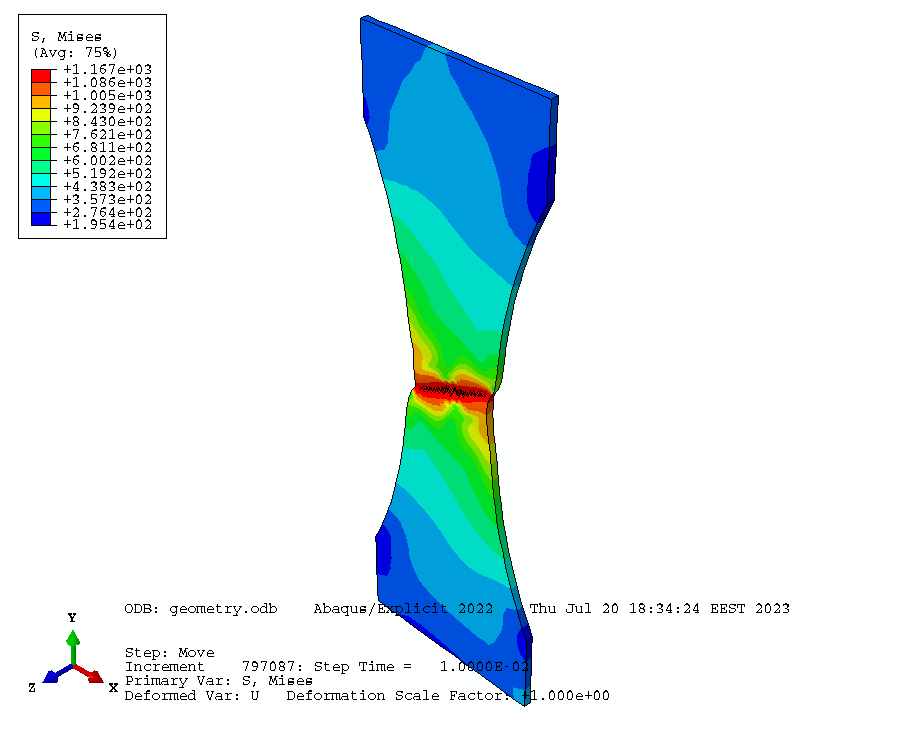 S, Mises
(Avg: 75%)
+1.167e+03
+1.086e+03
+1.005e+03
+9.239e+02
+8.430e+02
+7.621e+02
+6.811e+02
+6.002e+02
+5.192e+02
+4.383e+02
+3.573e+02
+2.764e+02
+1.954e+02
ODB: geometry.odb    Abaqus/Explicit 2022    Thu Jul 20 18:34:24 EEST 2023
Y
Z
X
Step: Move
Increment    797087: Step Time =   1.0000E-02
Primary Var: S, Mises
Deformed Var: U   Deformation Scale Factor: +1.000e+00